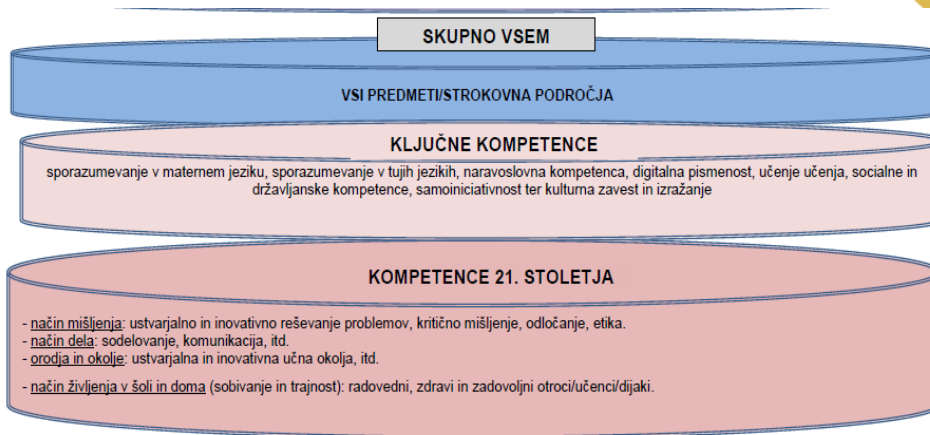 SKUPNO VSEM
VSI PREDMETI/STROKOVNA PODROČJA
KLJUČNE KOMPETENCE
sporazumevanje v maternem jeziku, sporazumevanje v tujih jezikih, naravoslovna kompetenca, digitalna pismenost, učenje učenja, socialne in
državljanske kompetence, samoiniciativnost ter kulturna zavest in izražanje
KOMPETENCE 21. STOLETJA
- način mišljenja: ustvarjalno in inovativno reševanje problemov, kritično mišljenje, odločanje, etika.
- način dela: sodelovanje, komunikacija, itd.
- orodja in okolje: ustvarjalna in inovativna učna okolja, itd.
- način življenja v šoli in doma (sobivanje in trajnost): radovedni, zdravi in zadovoljni otroci/učenci/dijaki.